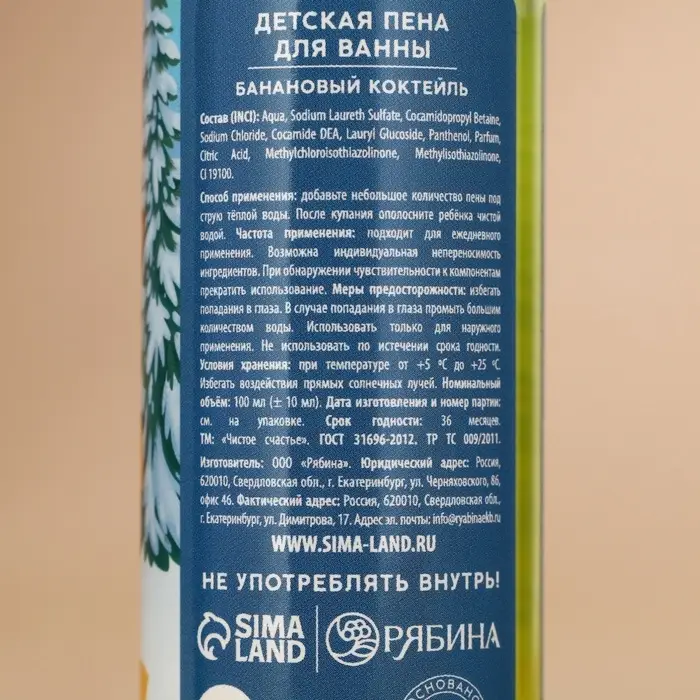 ДЕТСКАЯ ПЕНА
ДЛЯ ВАННЫ
БАНАНОВЫЙ КОКТЕЙЛЬ
Состав (INCI): Aqua, Sodium Laureth Sulfate, Cocamidopropyl Betaine,
Sodium Chloride, Cocamide DEA, Lauryl Glucoside, Panthenol, Parfum,
Citric Acid, Methylchloroisothiazolinone, Methylisothiazolinone,
CI 19100.
Способ применения: добавьте небольшое количество пены под
струю тёплой воды. После купания ополосните ребёнка чистой
водой. Частота применения: подходит для ежедневного
применения. Возможна индивидуальная непереносимость
ингредиентов. При обнаружении чувствительности к компонентам
прекратить использование. Меры предосторожности: избегать
попадания в глаза. В случае попадания в глаза промыть большим
количеством воды. Использовать только для наружного
применения. Не использовать по истечении срока годности.
Условия хранения: при температуре от +5 °С до +25 °С.
Избегать воздействия прямых солнечных лучей. Номинальный
объём: 100 мл (± 10 мл). Дата изготовления и номер партии:
см. на упаковке. Срок годности: 36 месяцев.
ТМ: «Чистое счастье». ГОСТ 31696-2012. ТР ТС 009/2011.
Изготовитель: ООО «Рябина». Юридический адрес: Россия,
620010, Свердловская обл., г. Екатеринбург, ул. Черняховского, 86,
офис 46. Фактический адрес: Россия, 620010, Свердловская обл.,
г. Екатеринбург, ул. Димитрова, 17. Адрес эл. почты: info@ryabinaekb.ru
WWW.SIMA-LAND.RU
НЕ УПОТРЕБЛЯТЬ ВНУТРЬ!
SIMA
LAND
РЯБИНА
ОСНОВАНО